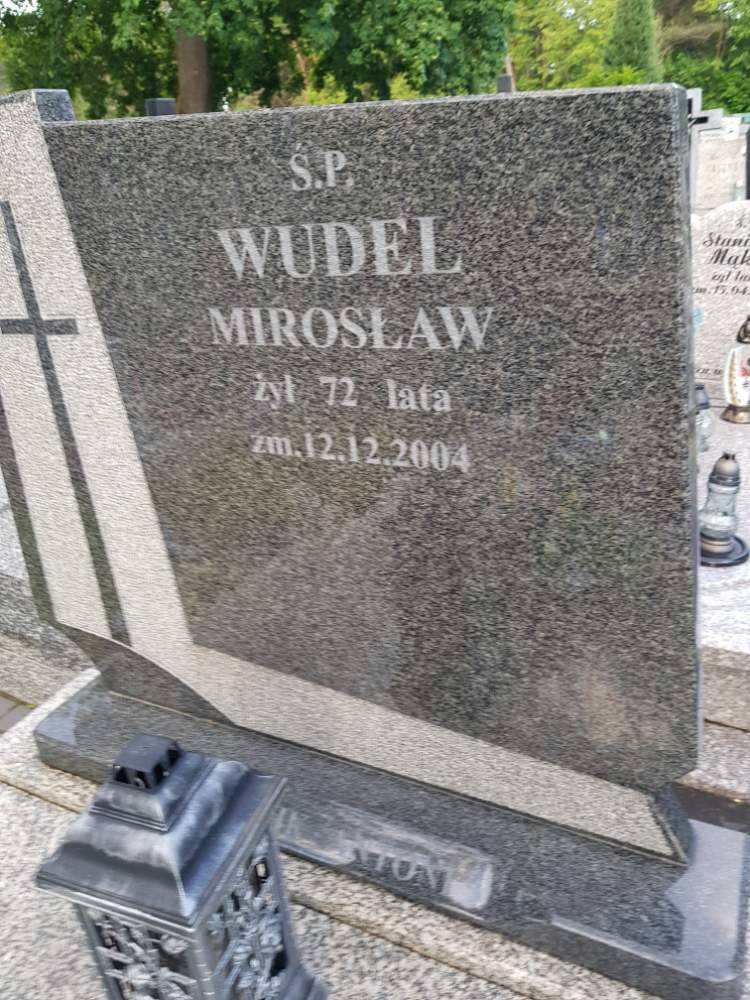 Ś.P.
WUDEL
MIROSŁAW
żył 72 lata
zm.12.12.2004